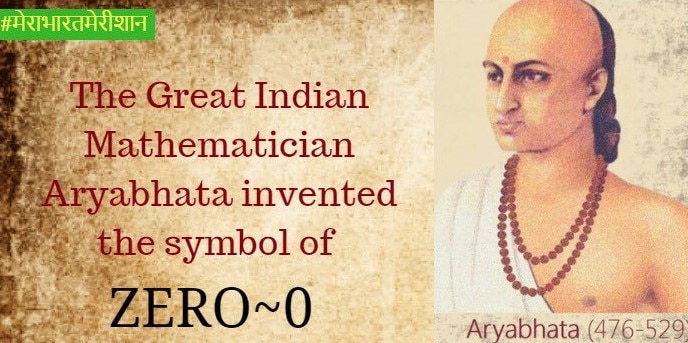 #मेराभारतमेरीशान
The Great Indian
Mathematician
Aryabhata invented
the symbol of
ZERO~0
Aryabhata (476-529)